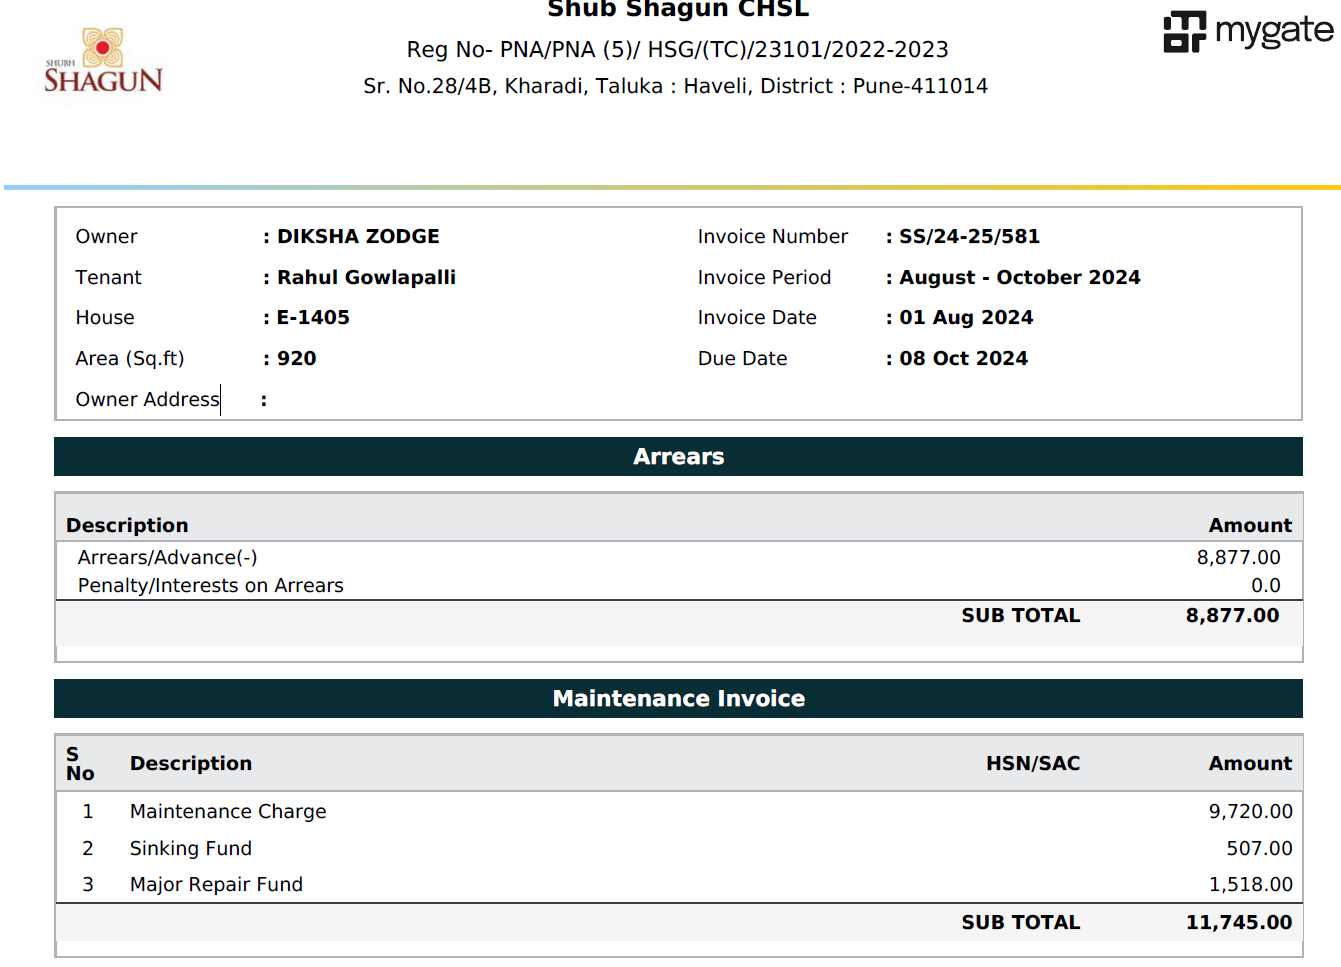 Shub Shagun CHSL
Reg No- PNA/PNA (5)/ HSG/(TC)/23101/2022-2023
Sr. No.28/4B, Kharadi, Taluka : Haveli, District : Pune-411014
SHUBH
SHAGUN
mygate
Owner : DIKSHA ZODGE Invoice Number : SS/24-25/581
Tenant : Rahul Gowlapalli Invoice Period : August - October 2024
House : E-1405 Invoice Date : 01 Aug 2024
Area (Sq.ft) : 920 Due Date : 08 Oct 2024
Owner Address :
Arrears
Description Amount
Arrears/Advance(-) 8,877.00
Penalty/Interests on Arrears 0.0
SUB TOTAL 8,877.00
Maintenance Invoice
S No Description HSN/SAC Amount
1 Maintenance Charge 9,720.00
2 Sinking Fund 507.00
3 Major Repair Fund 1,518.00
SUB TOTAL 11,745.00